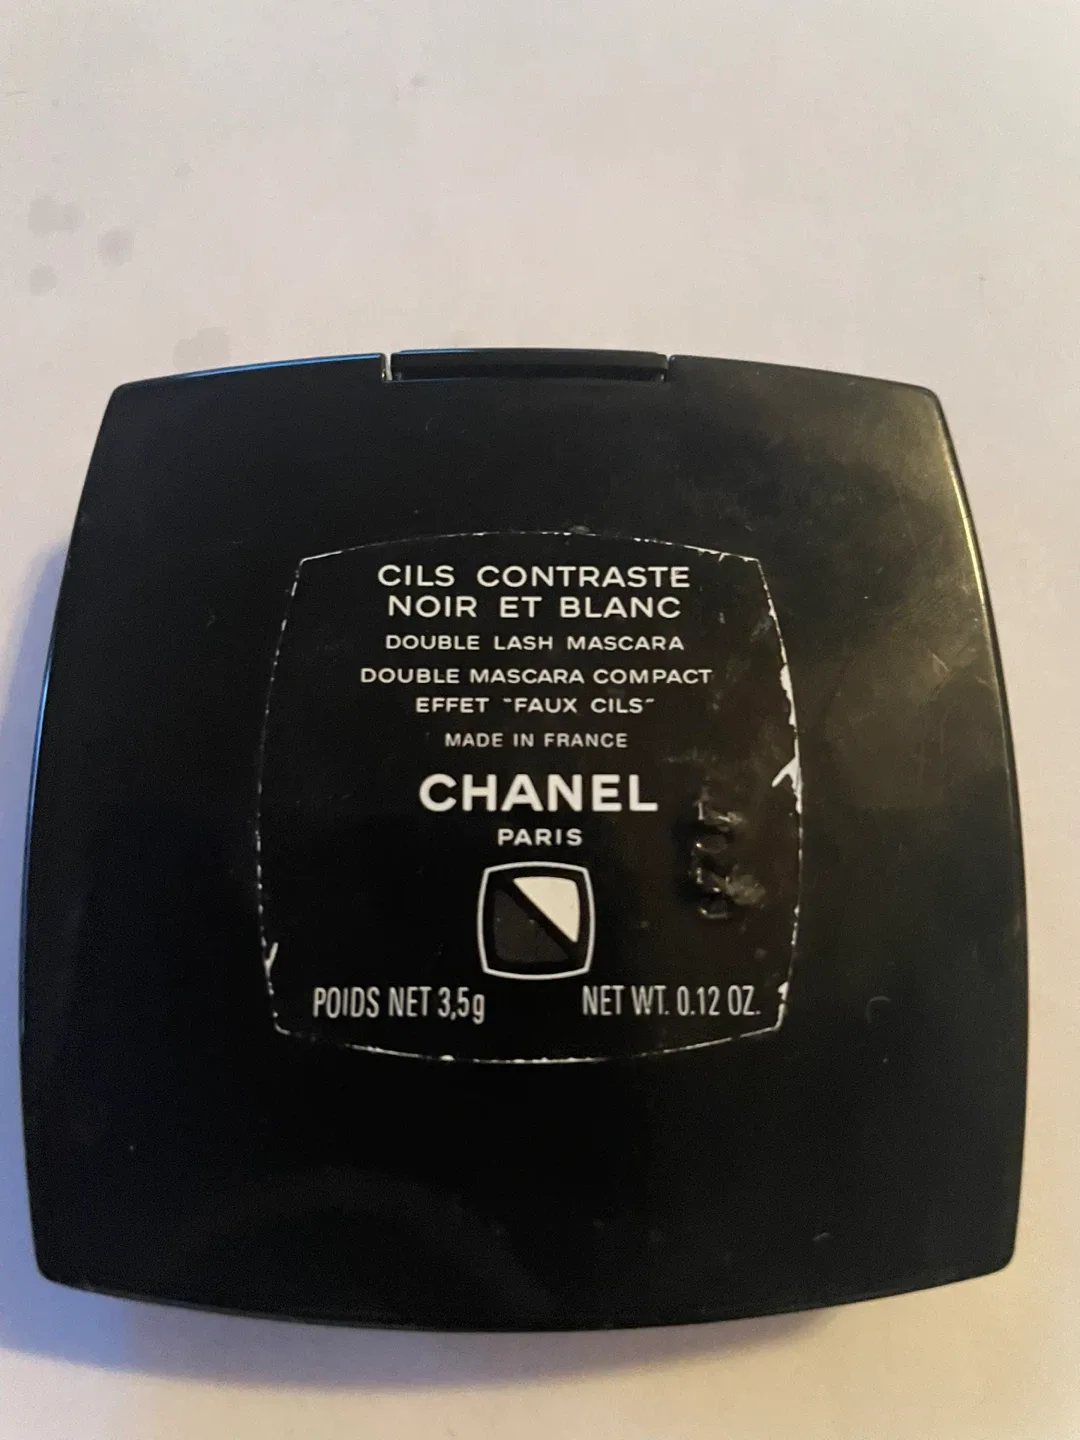 CILS CONTRASTE
NOIR ET BLANC
DOUBLE LASH MASCARA
DOUBLE MASCARA COMPACT
EFFET "FAUX CILS"
MADE IN FRANCE
CHANEL
PARIS
POIDS NET 3,5g NET WT. 0.12 OZ.